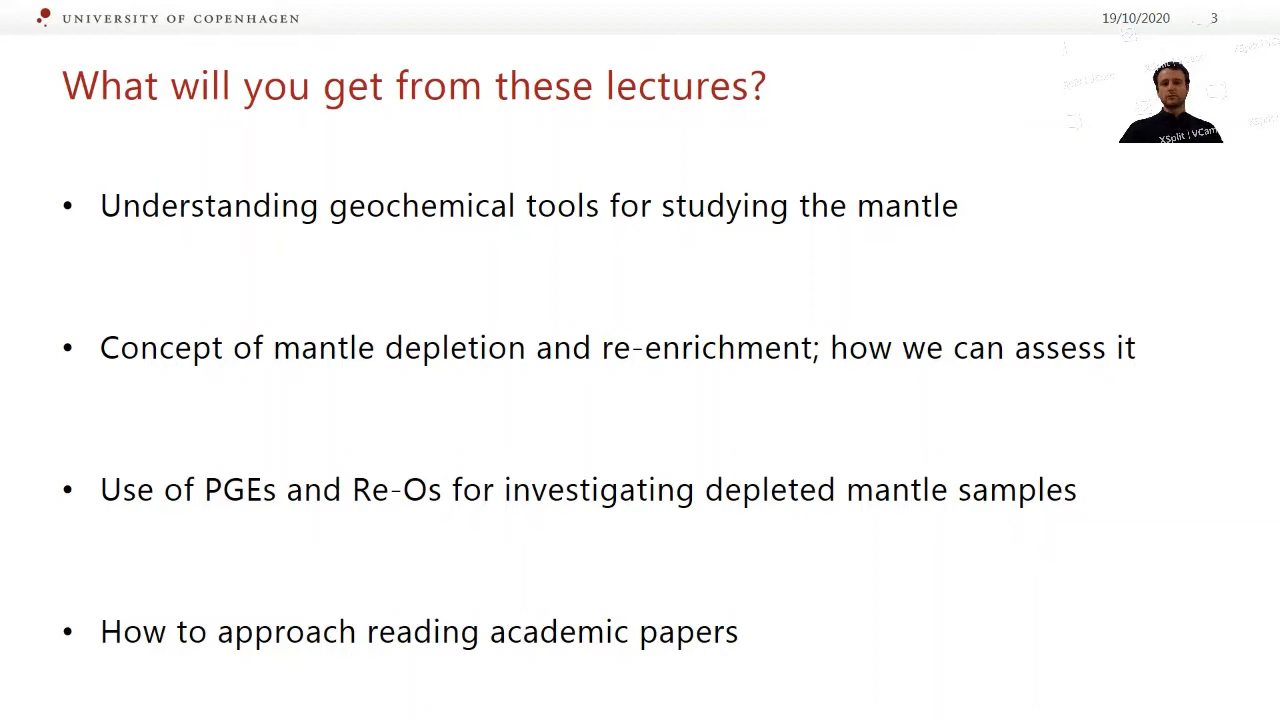 UNIVERSITY OF COPENHAGEN
19/10/2020 3
What will you get from these lectures?
XSplit VCam
• Understanding geochemical tools for studying the mantle
• Concept of mantle depletion and re-enrichment; how we can assess it
• Use of PGEs and Re-Os for investigating depleted mantle samples
• How to approach reading academic papers